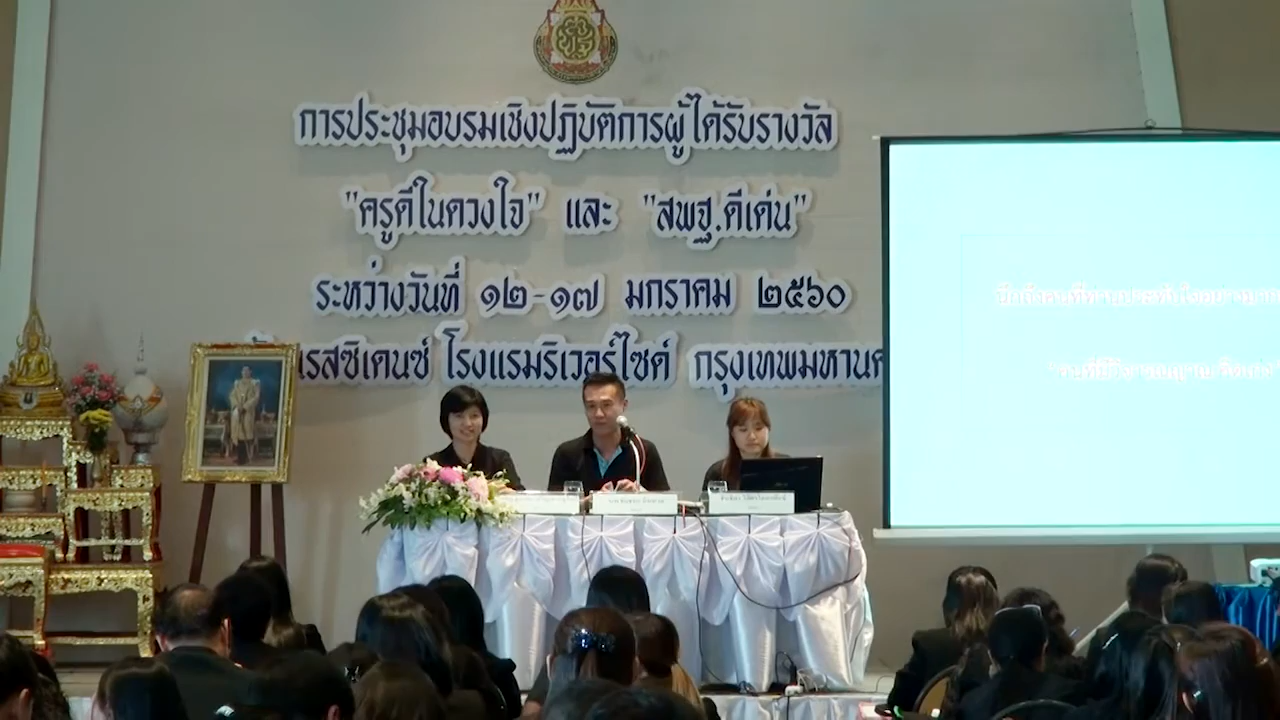 การประชุมอบรมเชิงปฏิบัติการผู้ได้รับรางวัล
"ครูดีในดวงใจ" และ "สพฐ.ดีเด่น"
ระหว่างวันที่ ๑๒-๑๗ มกราคม ๒๕๖๐
เรสซิเดนซ์ โรงแรมริเวอร์ไซด์ กรุงเทพมหานค